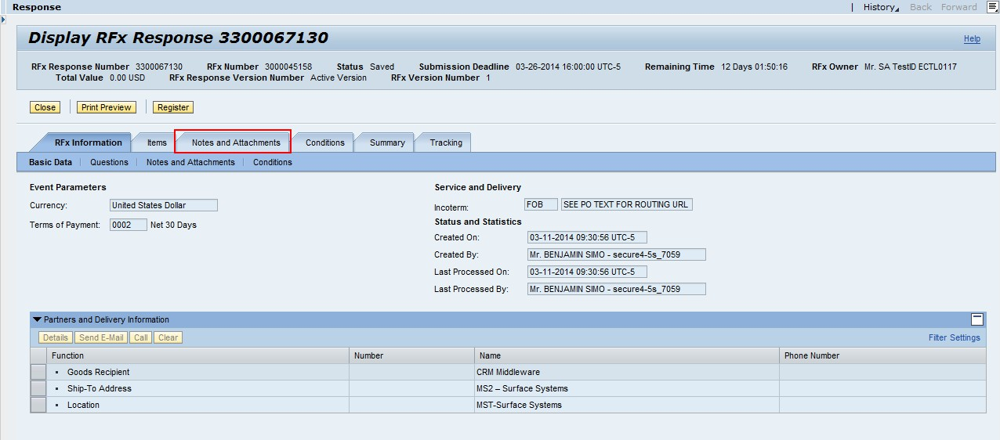 Response | History Back Forward
Display RFx Response 3300067130 Help
RFx Response Number 3300067130 RFx Number 3000045158 Status Saved Submission Deadline 03-26-2014 16:00:00 UTC-5 Remaining Time 12 Days 01:50:16 RFx Owner Mr. SA TestID ECTL0117
Total Value 0.00 USD RFx Response Version Number Active Version RFx Version Number 1
Close Print Preview Register
RFx Information Items Notes and Attachments Conditions Summary Tracking
Basic Data Questions Notes and Attachments Conditions
Event Parameters Service and Delivery
Currency: United States Dollar Incoterm: FOB SEE PO TEXT FOR ROUTING URL
Terms of Payment: 0002 Net 30 Days Status and Statistics
Created On: 03-11-2014 09:30:56 UTC-5
Created By: Mr. BENJAMIN SIMO - secure4-5s_7059
Last Processed On: 03-11-2014 09:30:56 UTC-5
Last Processed By: Mr. BENJAMIN SIMO - secure4-5s_7059
Partners and Delivery Information
Details Send E-Mail Call Clear Filter Settings
Function Number Name Phone Number
Goods Recipient CRM Middleware
Ship-To Address MS2 – Surface Systems
Location MST-Surface Systems